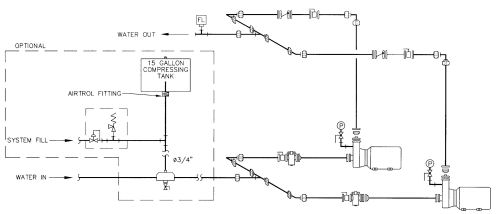 FL
WATER OUT
OPTIONAL
15 GALLON
COMPRESSING
TANK
AIRTROL FITTING
SYSTEM FILL
ø3/4"
WATER IN
P
P